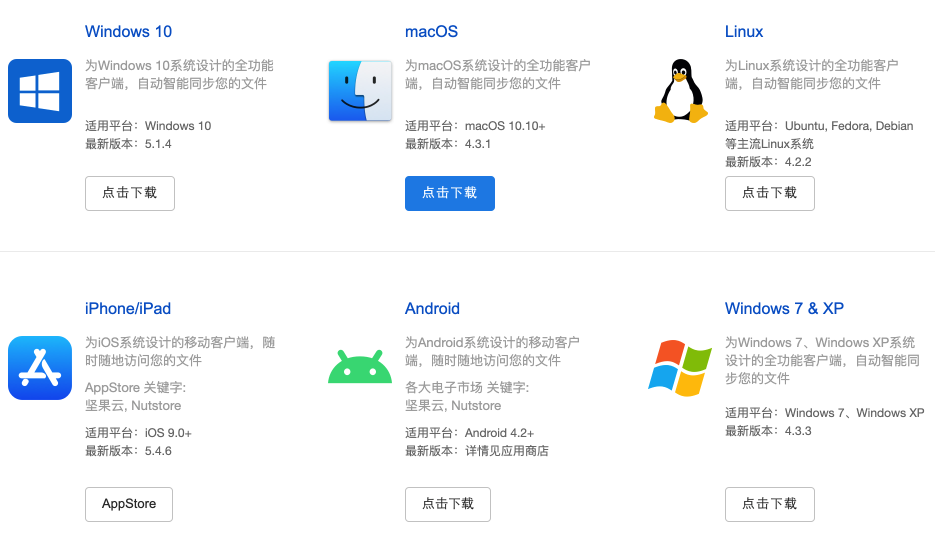 Windows 10
为Windows 10系统设计的全功能
客户端，自动智能同步您的文件
适用平台：Windows 10
最新版本：5.1.4
点击下载
macOS
为macOS系统设计的全功能客户
端，自动智能同步您的文件
适用平台：macOS 10.10+
最新版本：4.3.1
点击下载
Linux
为Linux系统设计的全功能客户
端，自动智能同步您的文件
适用平台：Ubuntu, Fedora, Debian
等主流Linux系统
最新版本：4.2.2
点击下载
iPhone/iPad
为iOS系统设计的移动客户端，随
时随地访问您的文件
AppStore 关键字:
坚果云, Nutstore
适用平台：iOS 9.0+
最新版本：5.4.6
AppStore
Android
为Android系统设计的移动客户
端，随时随地访问您的文件
各大电子市场 关键字:
坚果云, Nutstore
适用平台：Android 4.2+
最新版本：详情见应用商店
点击下载
Windows 7 & XP
为Windows 7、Windows XP系统
设计的全功能客户端，自动智能同
步您的文件
适用平台：Windows 7、Windows XP
最新版本：4.3.3
点击下载